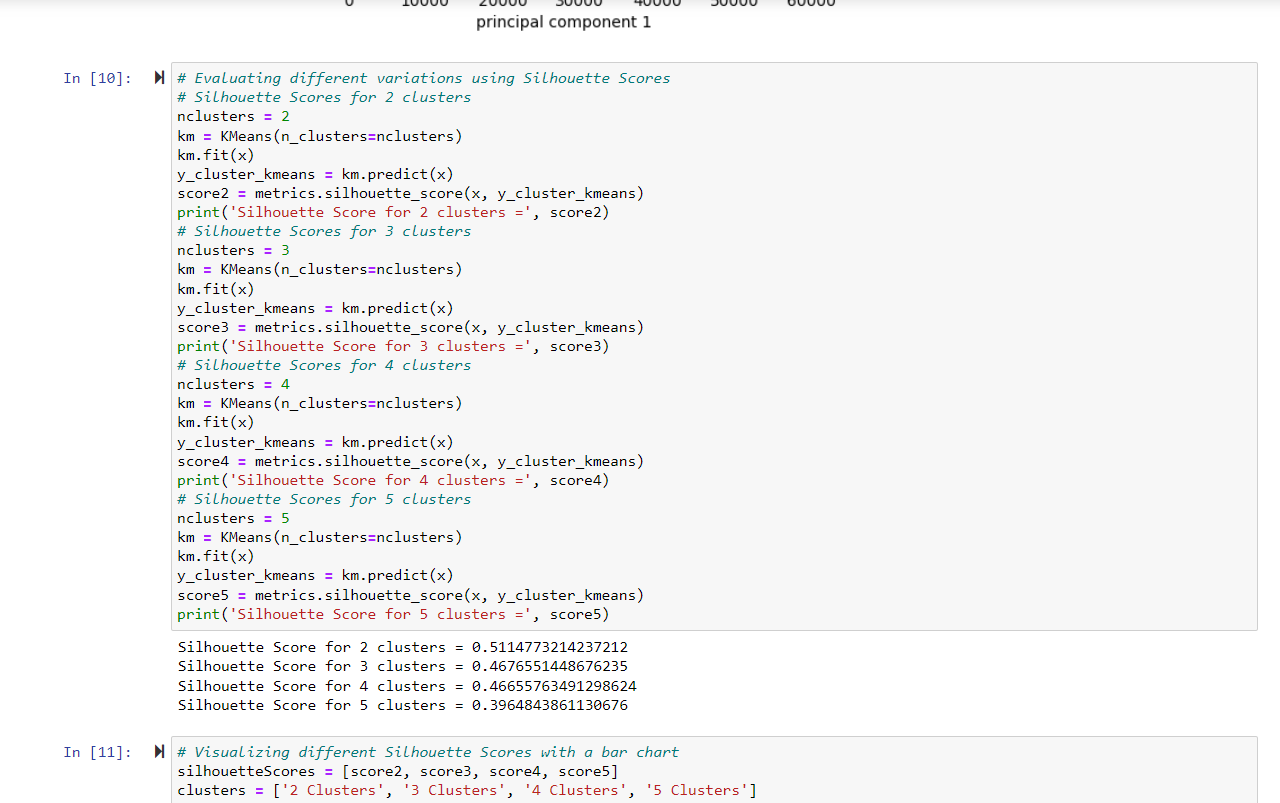 0 10000 20000 30000 40000 50000 60000
principal component 1
In [10]:
# Evaluating different variations using Silhouette Scores
# Silhouette Scores for 2 clusters
nclusters = 2
km = KMeans(n_clusters=nclusters)
km.fit(x)
y_cluster_kmeans = km.predict(x)
score2 = metrics.silhouette_score(x, y_cluster_kmeans)
print('Silhouette Score for 2 clusters =', score2)
# Silhouette Scores for 3 clusters
nclusters = 3
km = KMeans(n_clusters=nclusters)
km.fit(x)
y_cluster_kmeans = km.predict(x)
score3 = metrics.silhouette_score(x, y_cluster_kmeans)
print('Silhouette Score for 3 clusters =', score3)
# Silhouette Scores for 4 clusters
nclusters = 4
km = KMeans(n_clusters=nclusters)
km.fit(x)
y_cluster_kmeans = km.predict(x)
score4 = metrics.silhouette_score(x, y_cluster_kmeans)
print('Silhouette Score for 4 clusters =', score4)
# Silhouette Scores for 5 clusters
nclusters = 5
km = KMeans(n_clusters=nclusters)
km.fit(x)
y_cluster_kmeans = km.predict(x)
score5 = metrics.silhouette_score(x, y_cluster_kmeans)
print('Silhouette Score for 5 clusters =', score5)
Silhouette Score for 2 clusters = 0.5114773214237212
Silhouette Score for 3 clusters = 0.4676551448676235
Silhouette Score for 4 clusters = 0.46655763491298624
Silhouette Score for 5 clusters = 0.3964843861130676
In [11]:
# Visualizing different Silhouette Scores with a bar chart
silhouetteScores = [score2, score3, score4, score5]
clusters = ['2 Clusters', '3 Clusters', '4 Clusters', '5 Clusters']